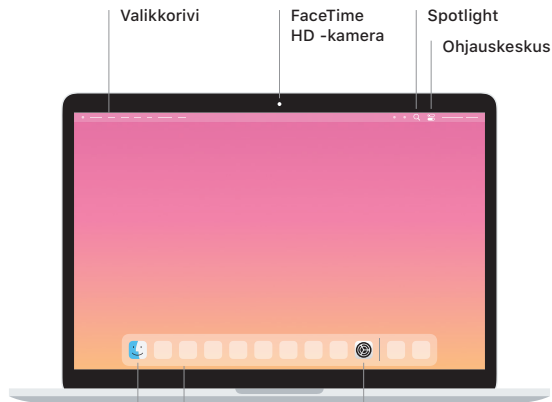 Valikkorivi
FaceTime
HD -kamera
Spotlight
Ohjauskeskus